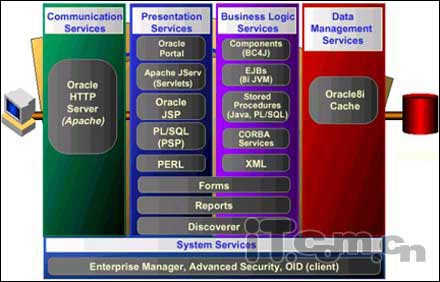 Communication
Services
Presentation
Services
Business Logic
Services
Data
Management
Services
Oracle
HTTP
Server
(Apache)
Oracle
Portal
Apache JServ
(Servlets)
Oracle
JSP
PL/SQL
(PSP)
PERL
Components
(BC4J)
EJBs
(8i JVM)
Stored
Procedures
(Java, PL/SQL)
CORBA
Services
XML
Oracle8i
Cache
Forms
Reports
Discoverer
iT.com.cn
System Services
Enterprise Manager, Advanced Security, OID (client)